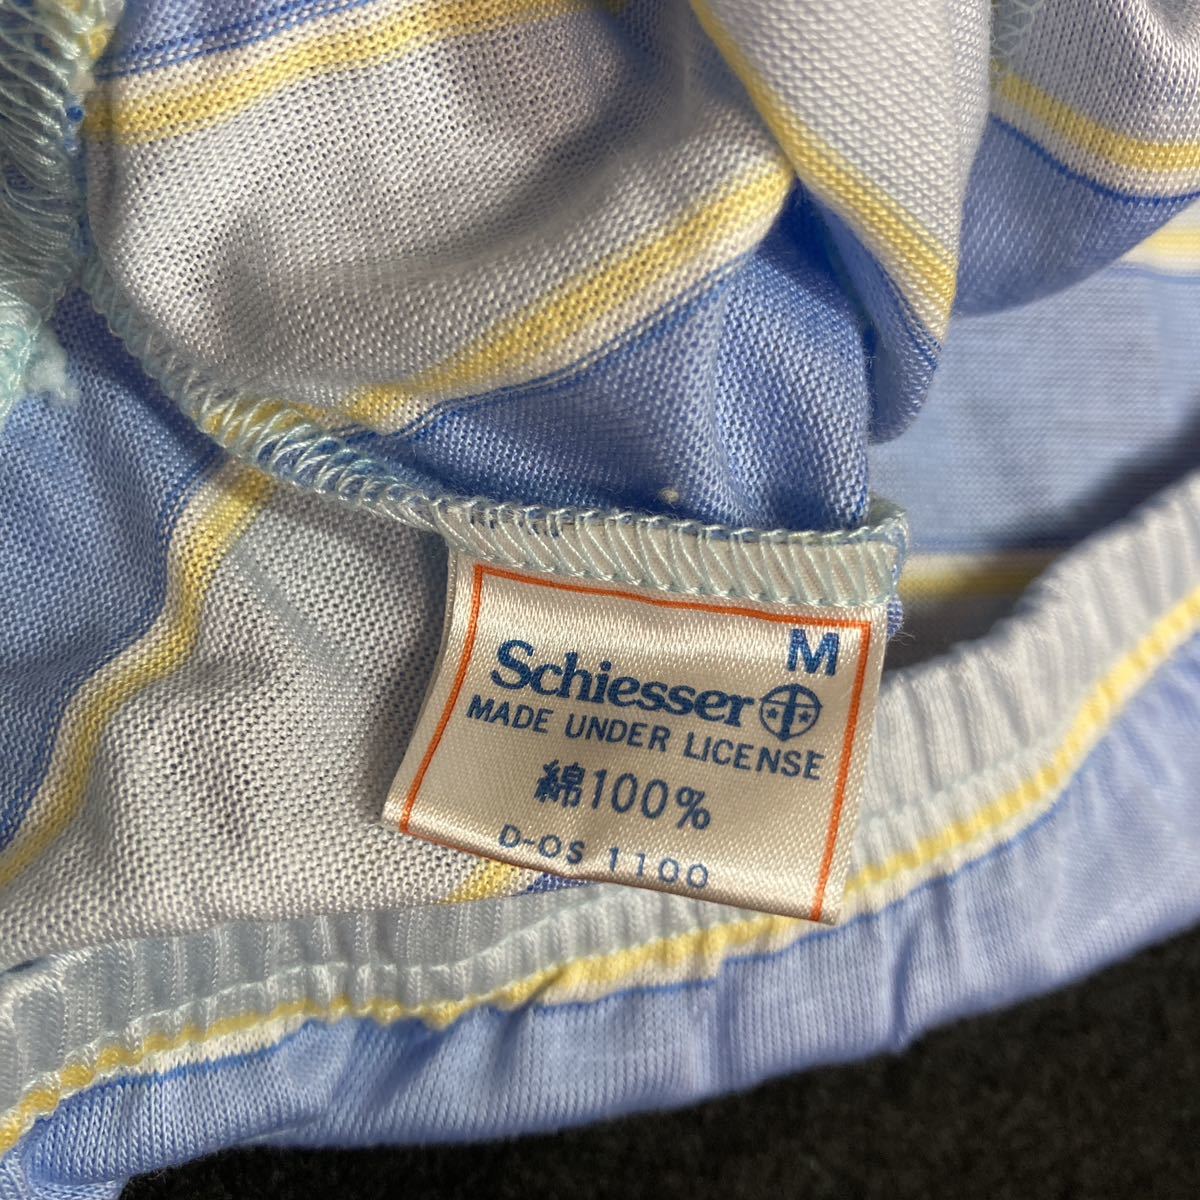 M
Schiesser
MADE UNDER LICENSE
綿100%
D-OS 1100